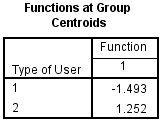 Functions at Group
Centroids
Function
Type of User 1
1 -1.493
2 1.252